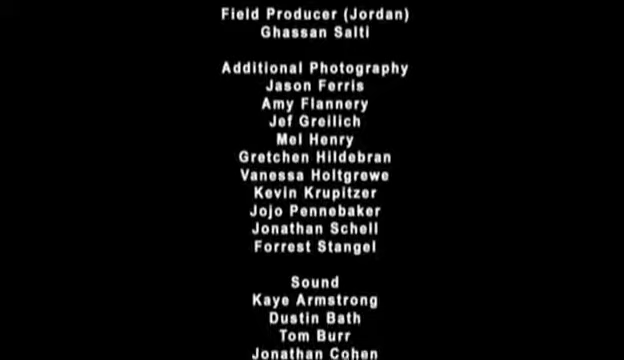 Field Producer (Jordan)
Ghassan Salti
Additional Photography
Jason Ferris
Amy Flannery
Jef Greilich
Mel Henry
Gretchen Hildebran
Vanessa Holtgrewe
Kevin Krupitzer
Jojo Pennebaker
Jonathan Schell
Forrest Stangel
Sound
Kaye Armstrong
Dustin Bath
Tom Burr
Jonathan Cohen